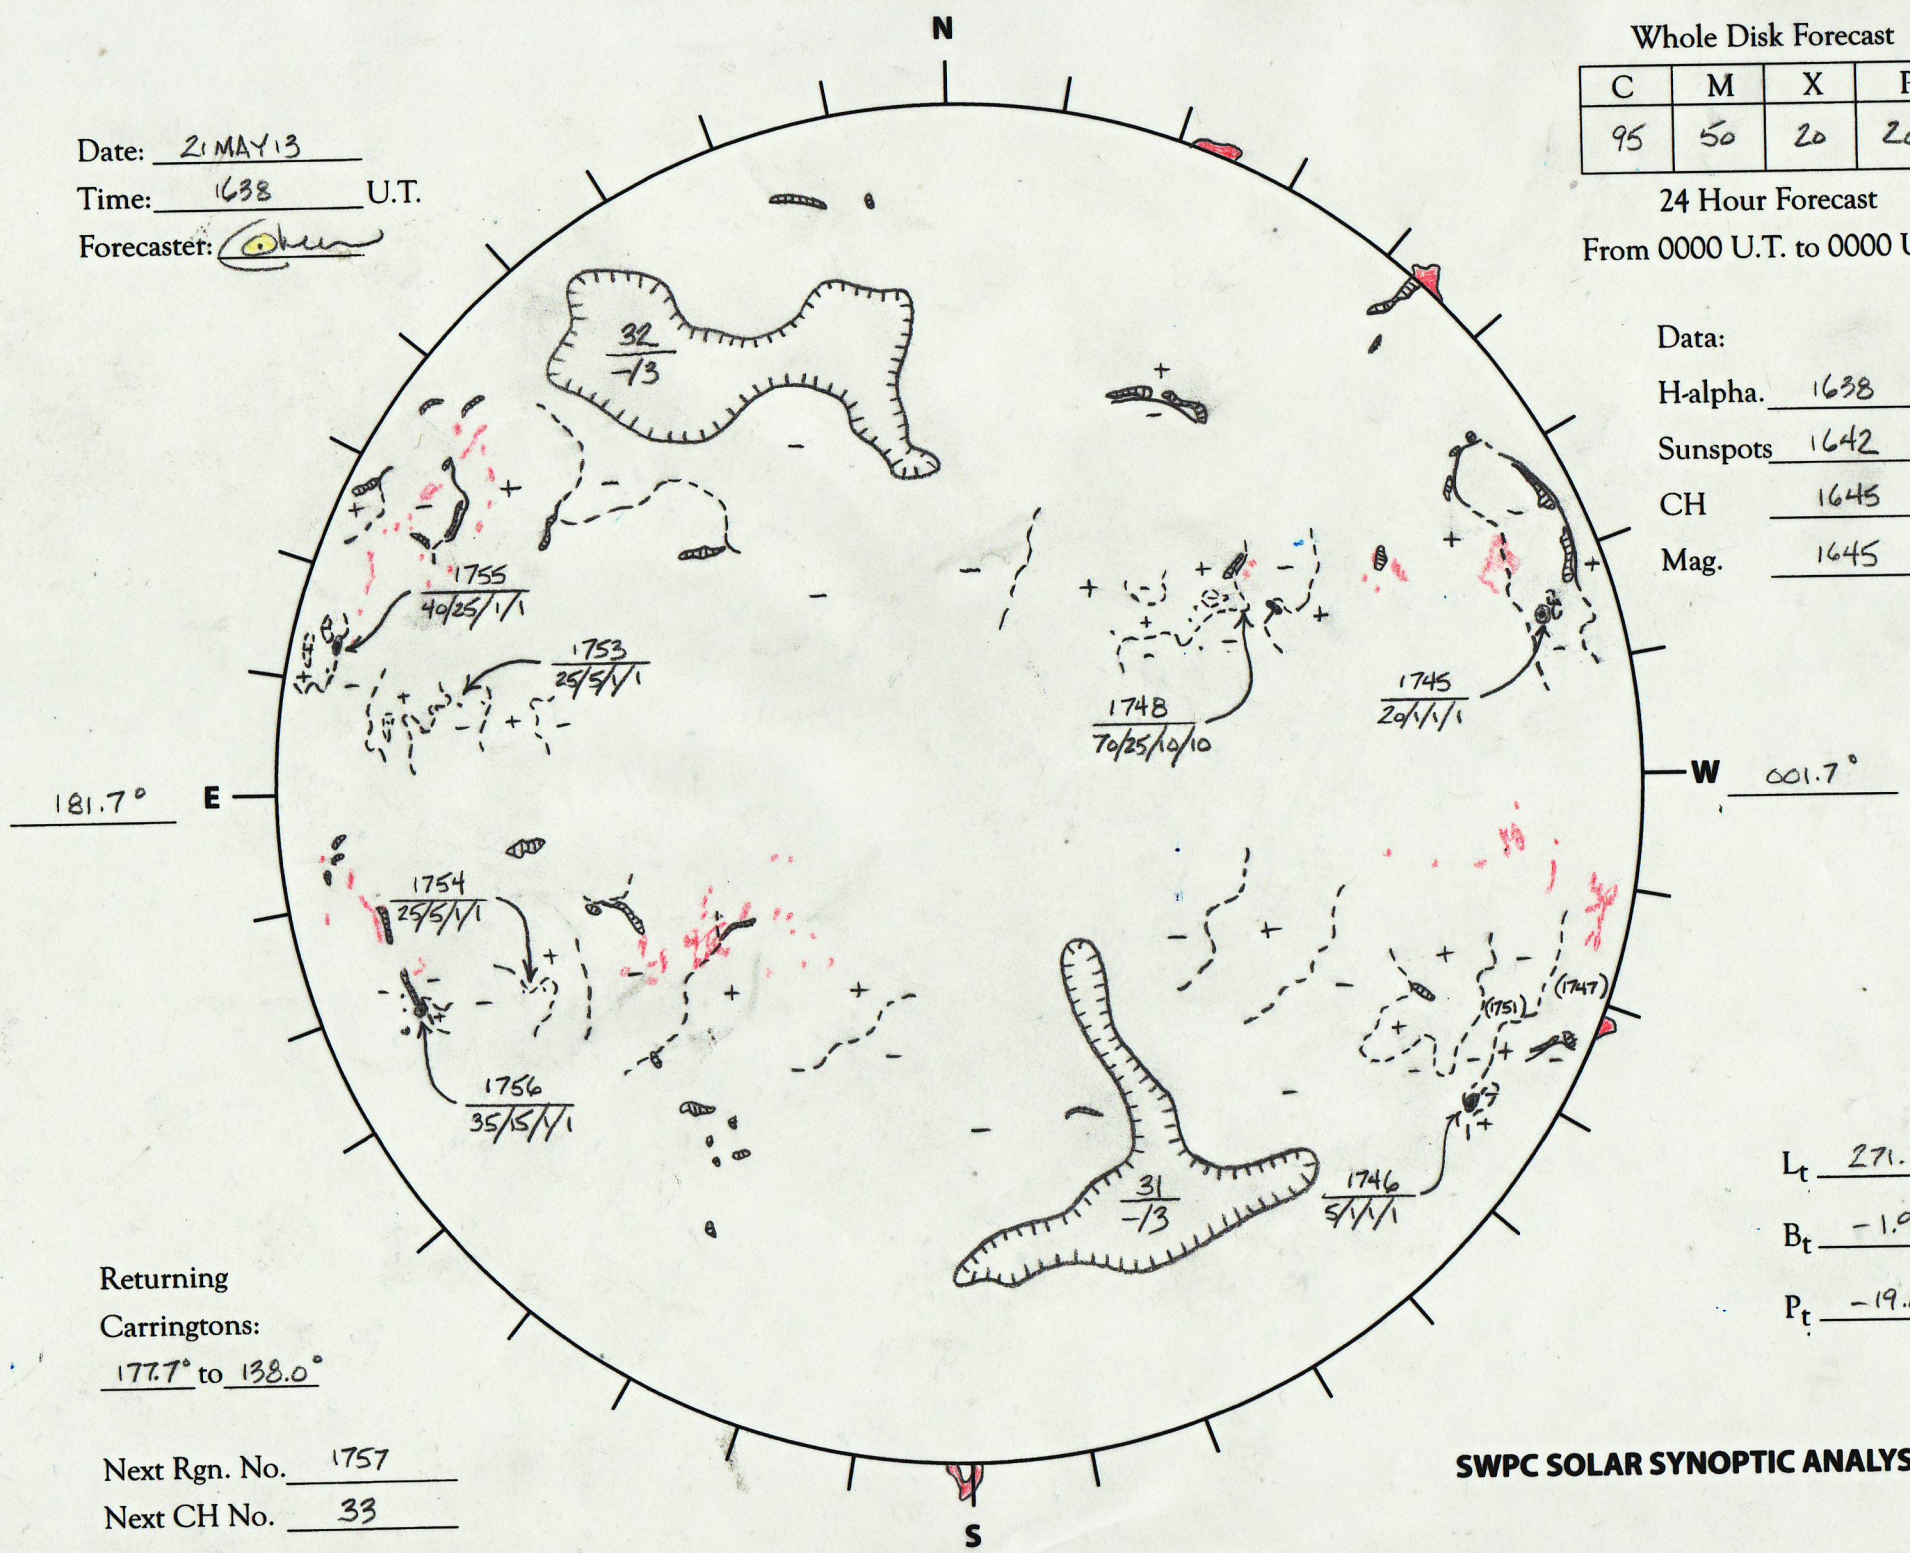 N
Whole Disk Forecast
C M X
95 50 20
24 Hour Forecast
From 0000 U.T. to 0000
Date: 21 MAY 13
Time: 1638 U.T.
Forecaster:
Data:
H-alpha. 1638
Sunspots 1642
CH 1645
Mag. 1645
32
-/3
1755
40/25/1/1
1753
25/5/1/1
1748
70/25/10/10
1745
20/1/1/1
181.7° E
W 001.7°
1754
25/5/1/1
(1747)
(1751)
1756
35/15/1/1
31
-/3
1746
5/1/1/1
Lt 271.
Bt
Pt -19.
Returning
Carringtons:
177.7° to 138.0°
Next Rgn. No. 1757
Next CH No. 33
SWPC SOLAR SYNOPTIC
S